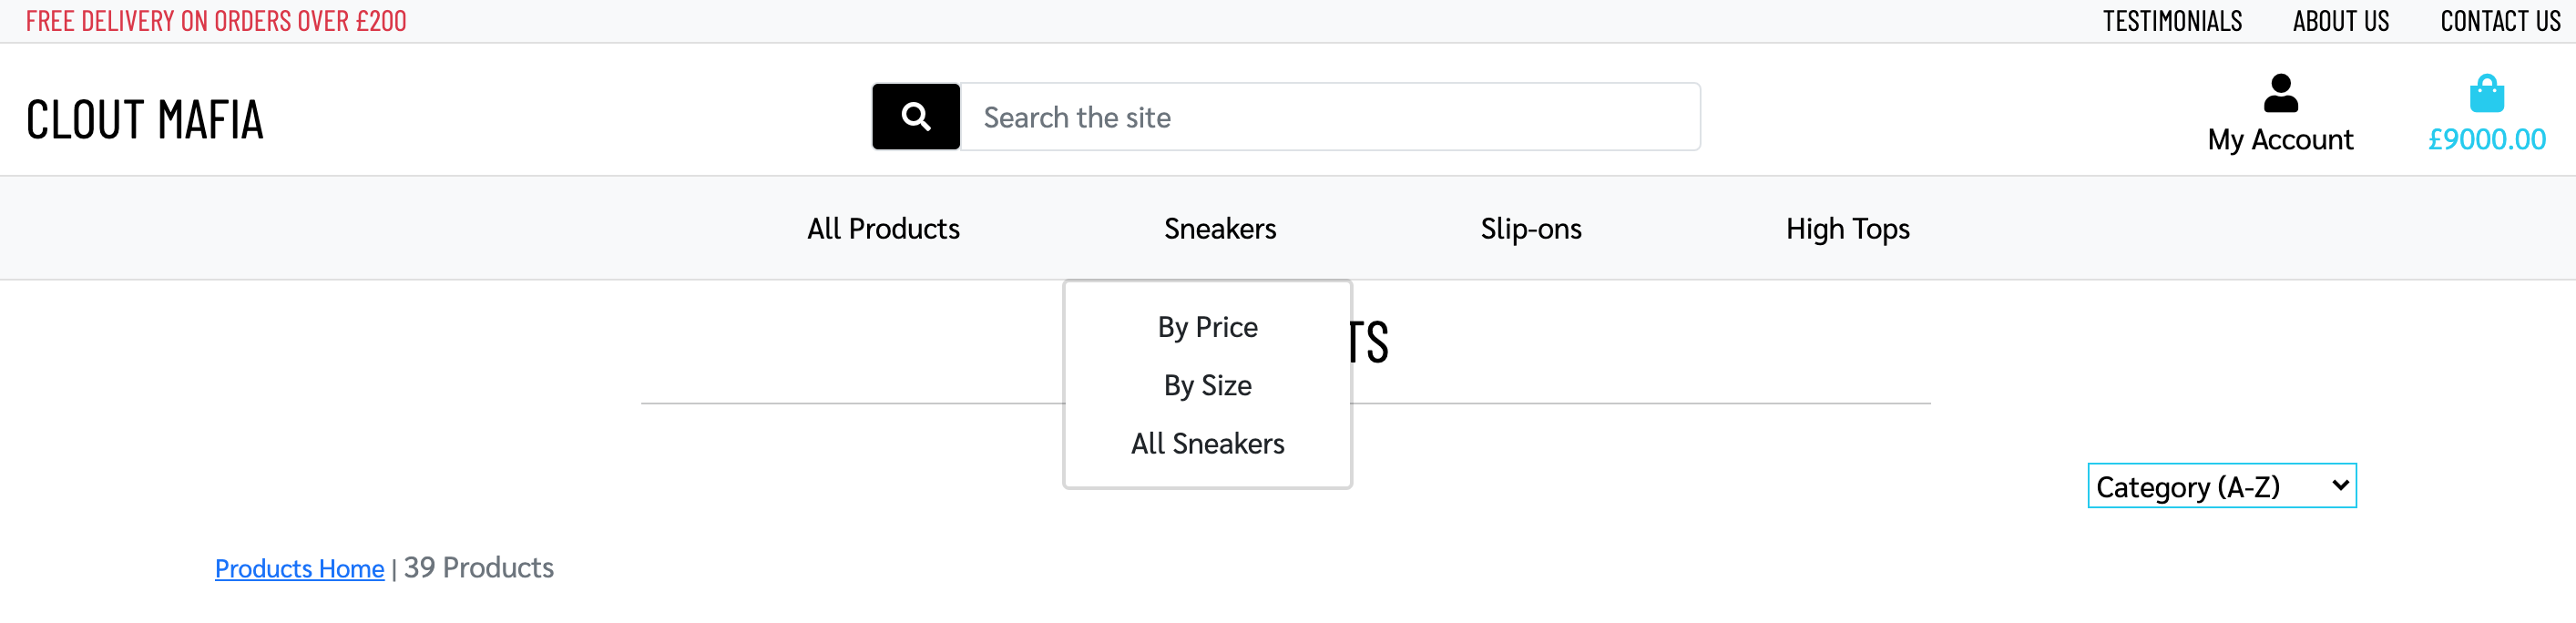 FREE DELIVERY ON ORDERS OVER £200
TESTIMONIALS ABOUT US CONTACT US
CLOUT MAFIA
Search the site
My Account
£9000.00
All Products Sneakers Slip-ons High Tops
By Price
By Size
All Sneakers
TS
Category (A-Z)
Products Home | 39 Products